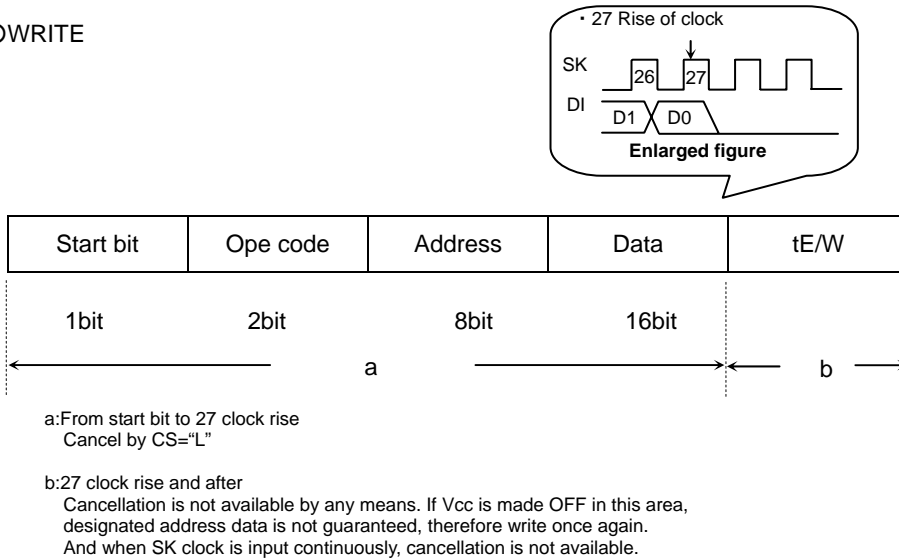 ・ 27 Rise of clock
SK
26
27
DI
D1
D0
Enlarged figure
Start bit Ope code Address Data tE/W
1bit 2bit 8bit 16bit
a b
a:From start bit to 27 clock rise
Cancel by CS=“L”
b:27 clock rise and after
Cancellation is not available by any means. If Vcc is made OFF in this area,
designated address data is not guaranteed, therefore write once again.
And when SK clock is input continuously, cancellation is not available.